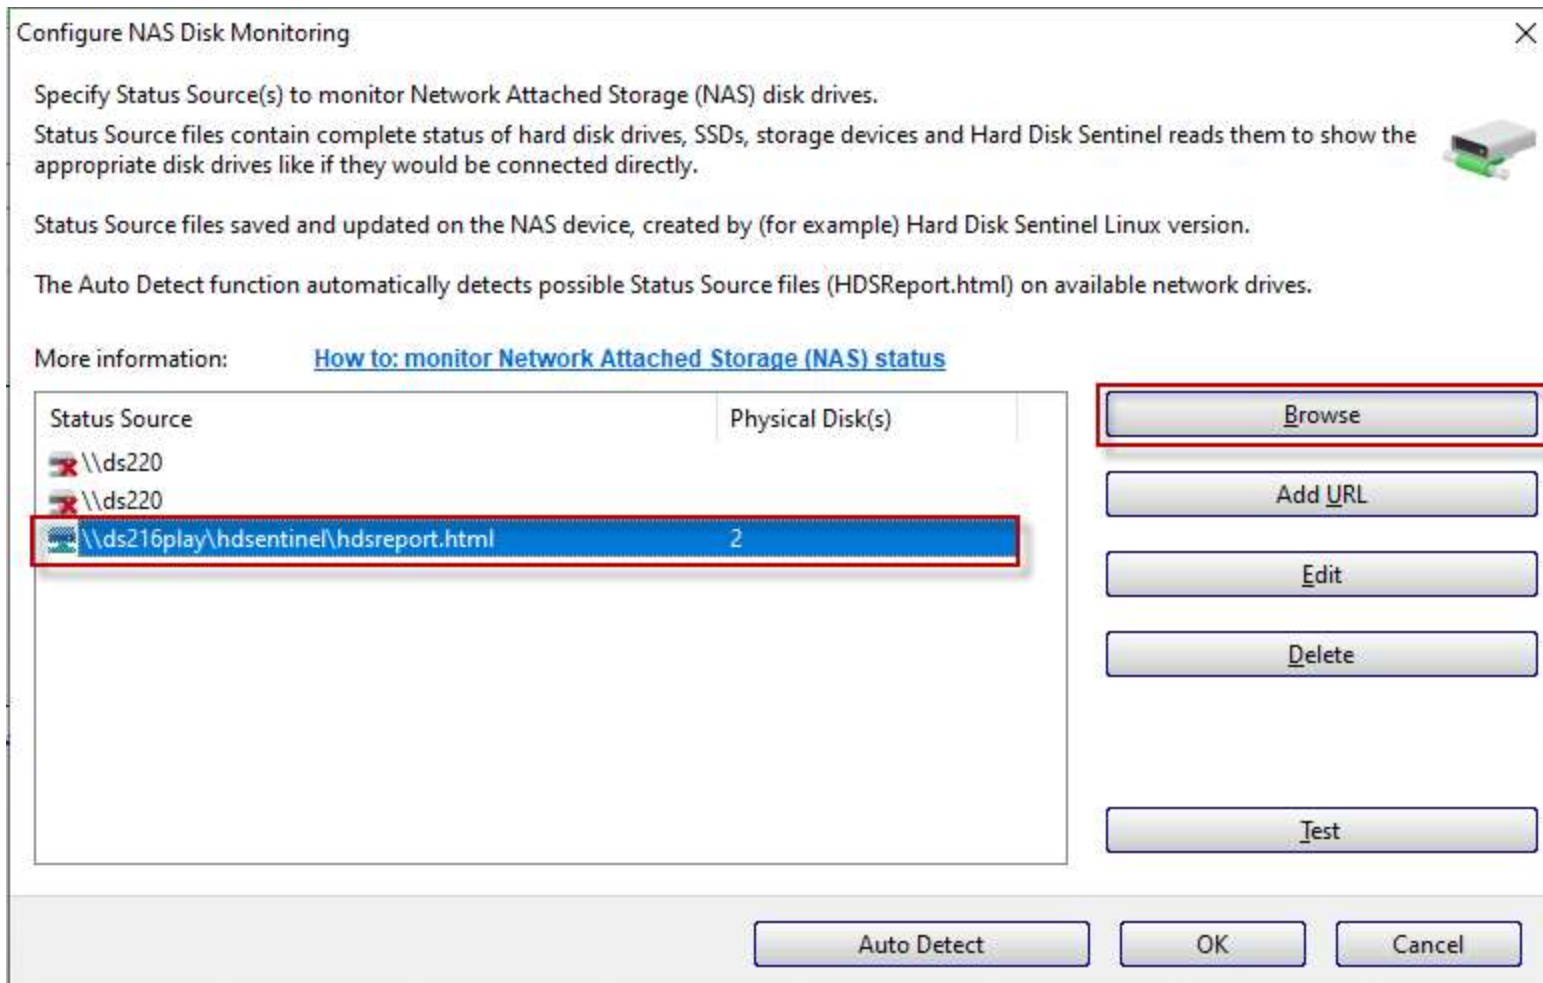 Configure NAS Disk Monitoring
Specify Status Source(s) to monitor Network Attached Storage (NAS) disk drives.
Status Source files contain complete status of hard disk drives, SSDs, storage devices and Hard Disk Sentinel reads them to show the
appropriate disk drives like if they would be connected directly.
Status Source files saved and updated on the NAS device, created by (for example) Hard Disk Sentinel Linux version.
The Auto Detect function automatically detects possible Status Source files (HDSReport.html) on available network drives.
More information: How to: monitor Network Attached Storage (NAS) status
Status Source Physical Disk(s)
\\ds220
\\ds220
\\ds216play\hdsentinel\hdsreport.html 2
Browse
Add URL
Edit
Delete
Test
Auto Detect OK Cancel